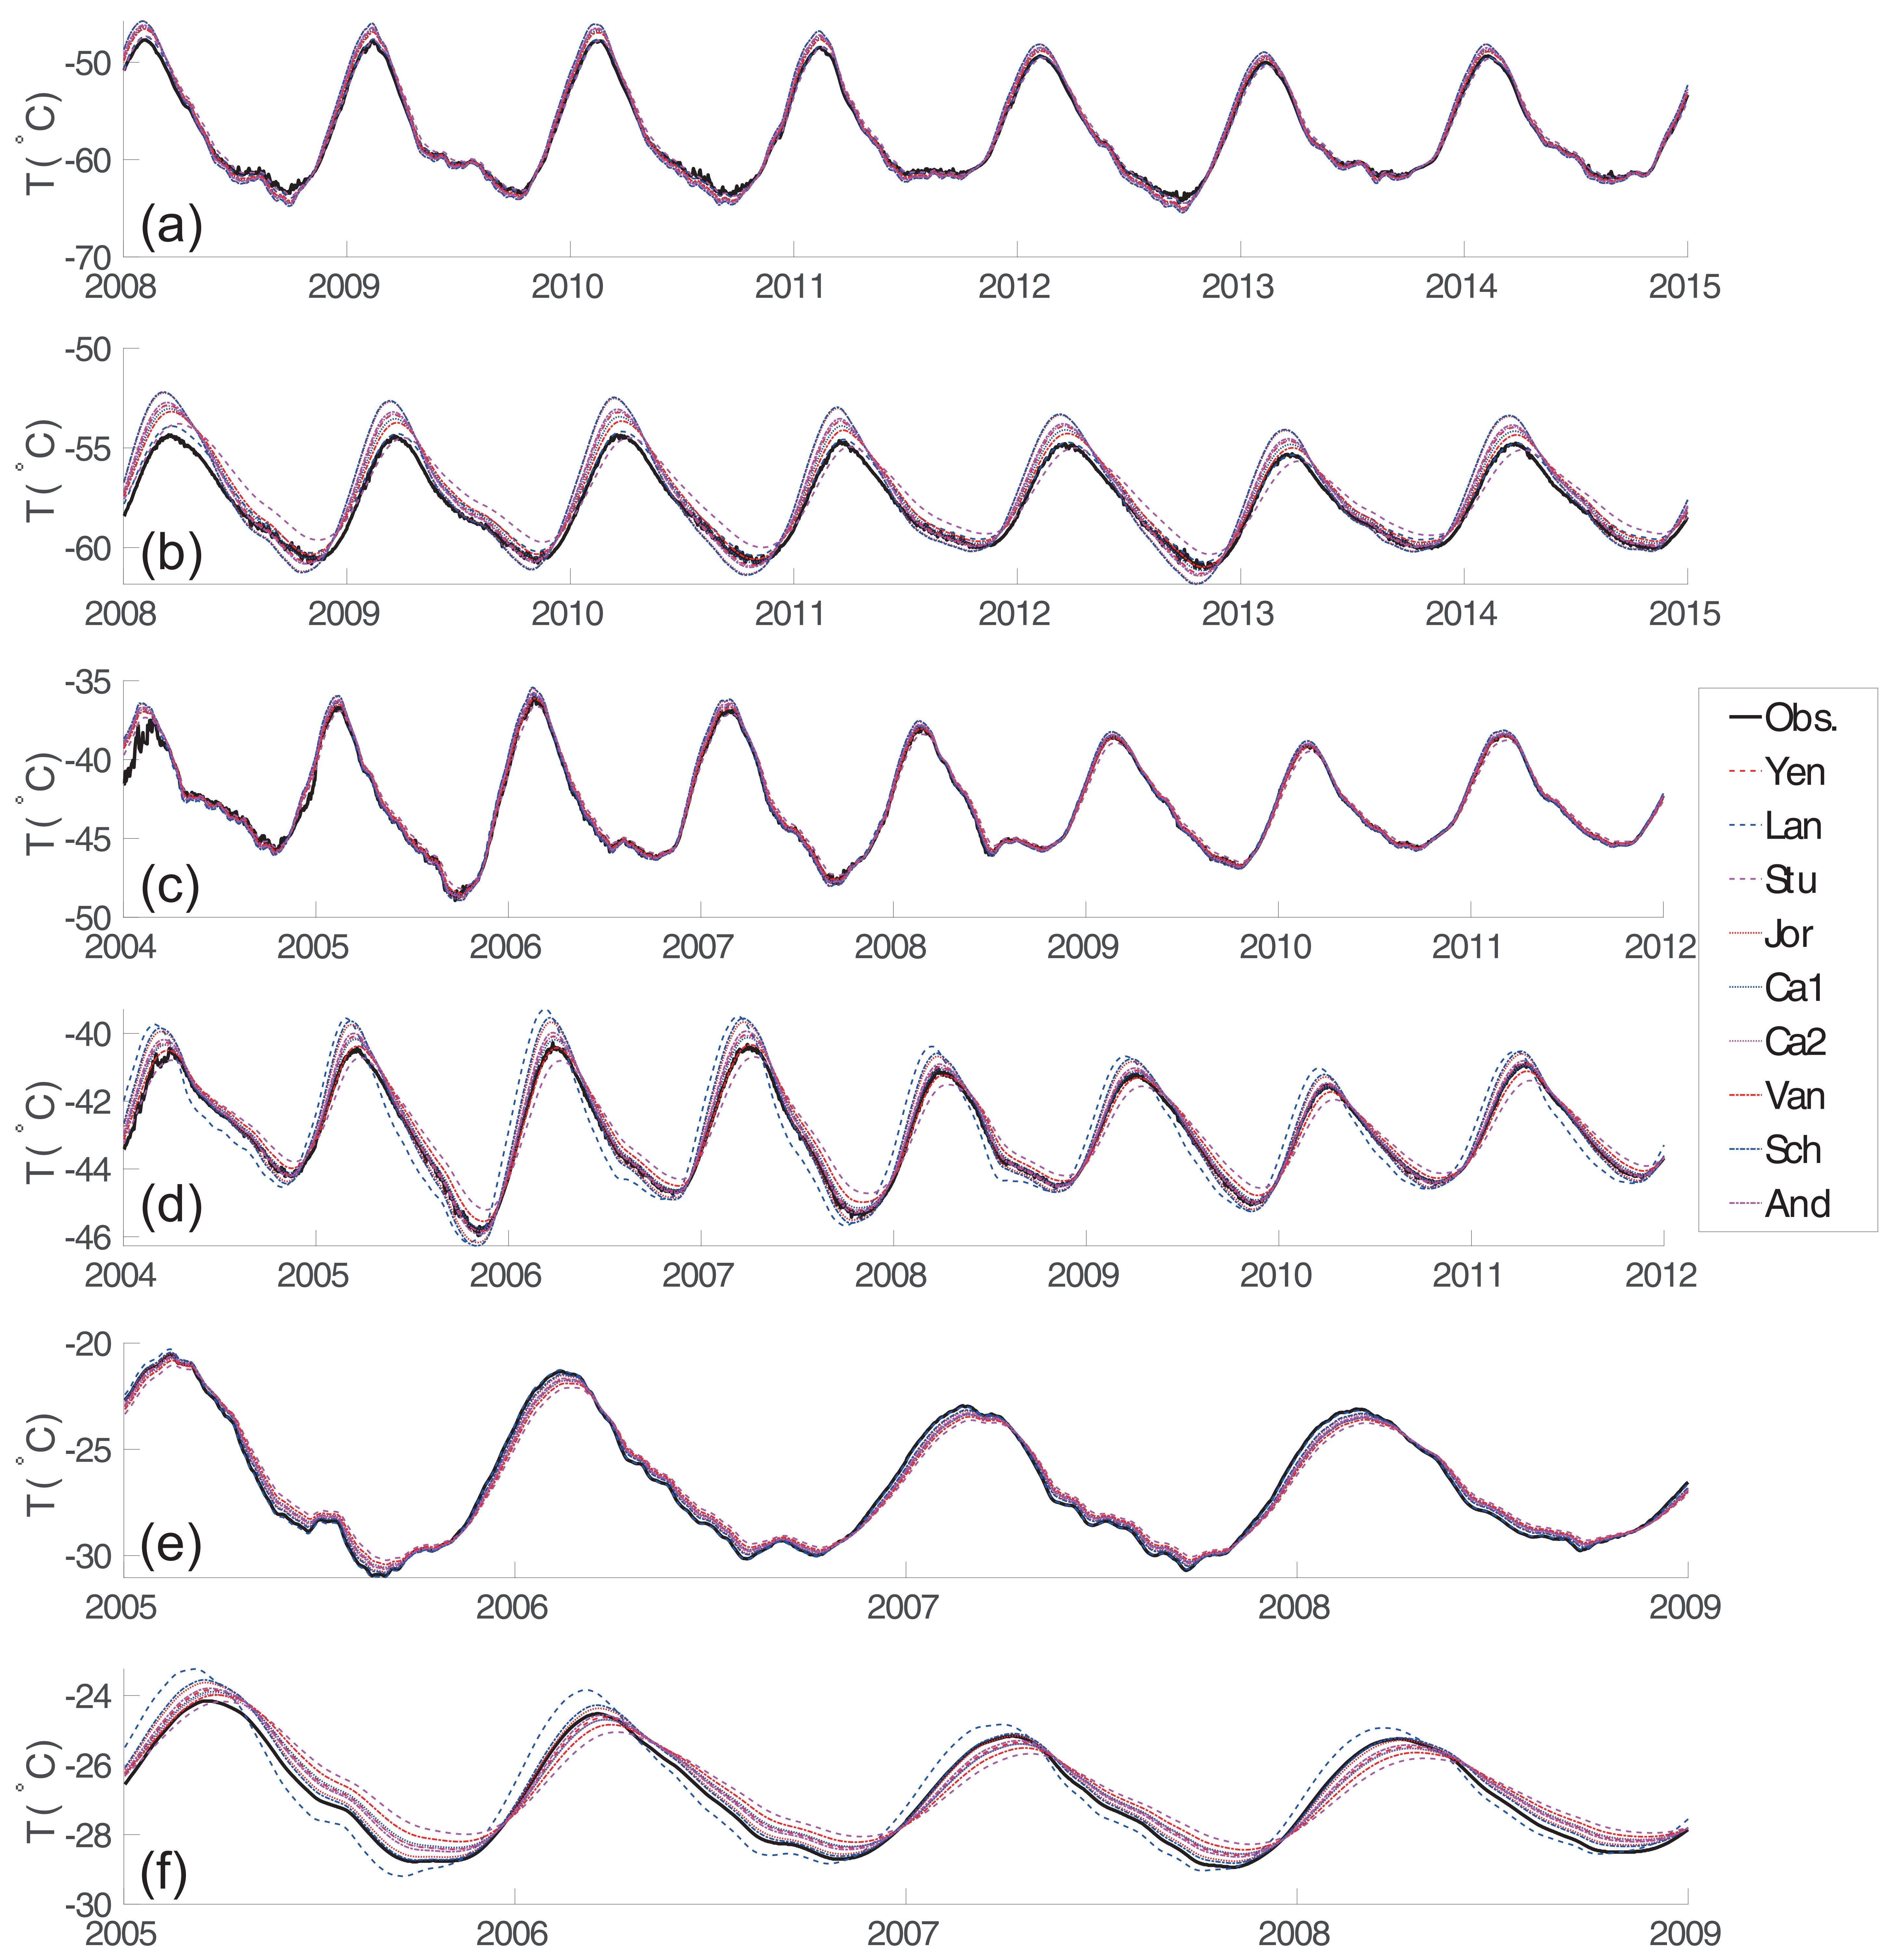 -50
-60
-70
T(°C)
(a)
2008 2009 2010 2011 2012 2013 2014 2015
-50
-55
-60
T(°C)
(b)
2008 2009 2010 2011 2012 2013 2014 2015
-35
-40
-45
-50
T(°C)
(c)
2004 2005 2006 2007 2008 2009 2010 2011 2012
Obs.
Yen
Lan
Stu
Jor
Ca1
Ca2
Van
Sch
And
-40
-42
-44
-46
T(°C)
(d)
2004 2005 2006 2007 2008 2009 2010 2011 2012
-20
-25
-30
T(°C)
(e)
2005 2006 2007 2008 2009
-24
-26
-28
-30
T(°C)
(f)
2005 2006 2007 2008 2009